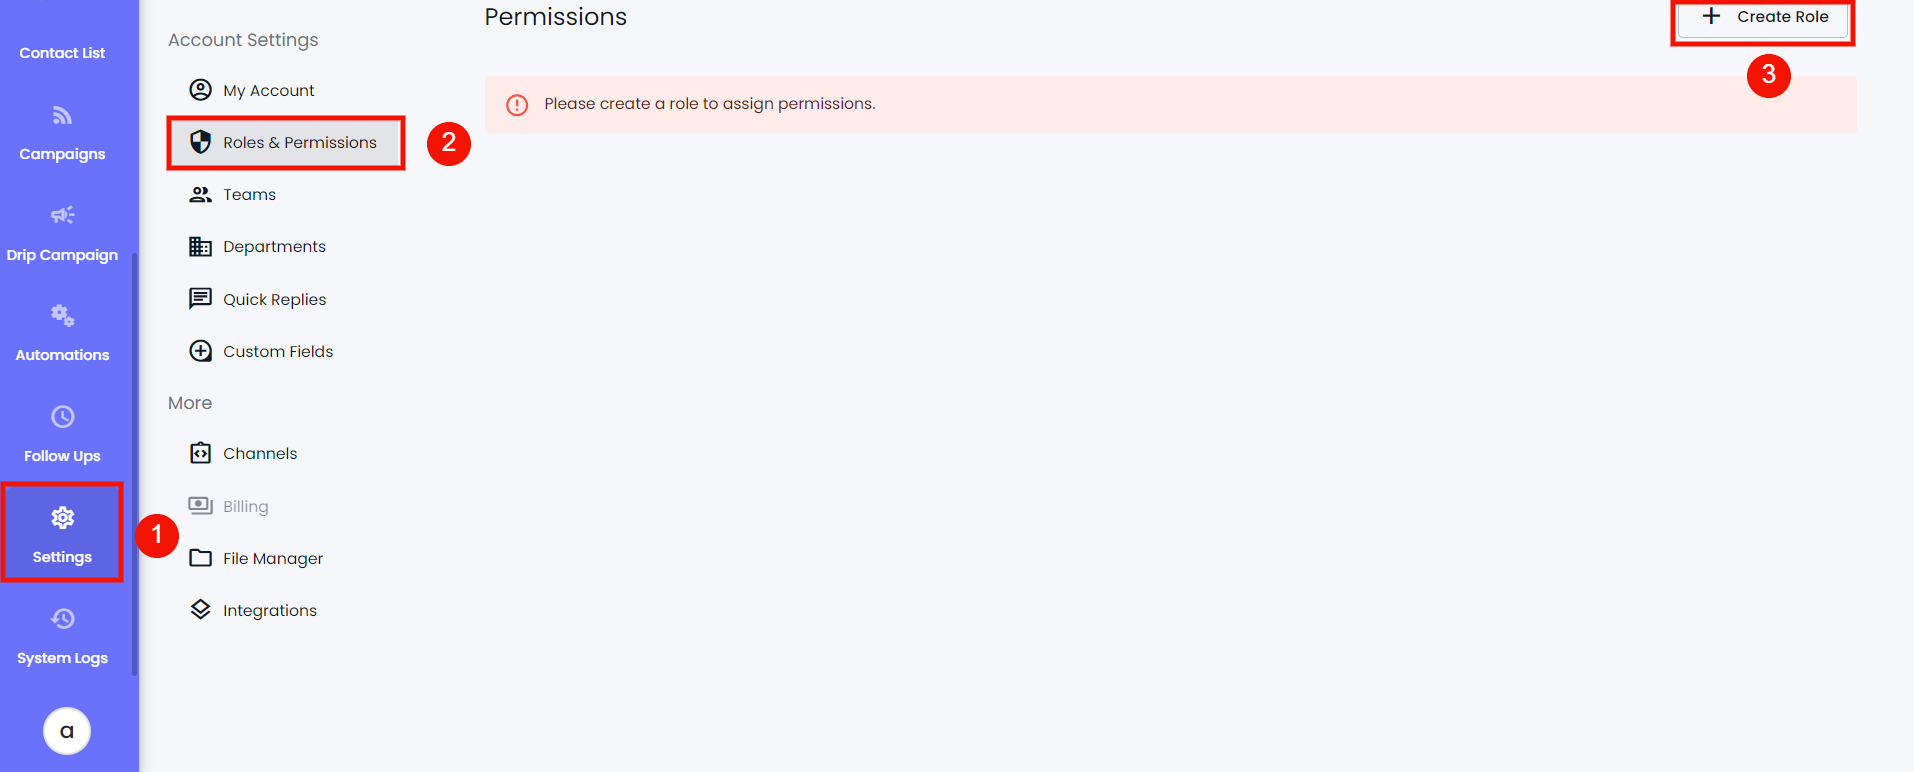 Contact List
Campaigns
Drip Campaign
Automations
Follow Ups
Settings
1
System Logs
a
Account Settings
My Account
Roles & Permissions
2
Teams
Departments
Quick Replies
Custom Fields
More
Channels
Billing
File Manager
Integrations
Permissions
Create Role
3
Please create a role to assign permissions.